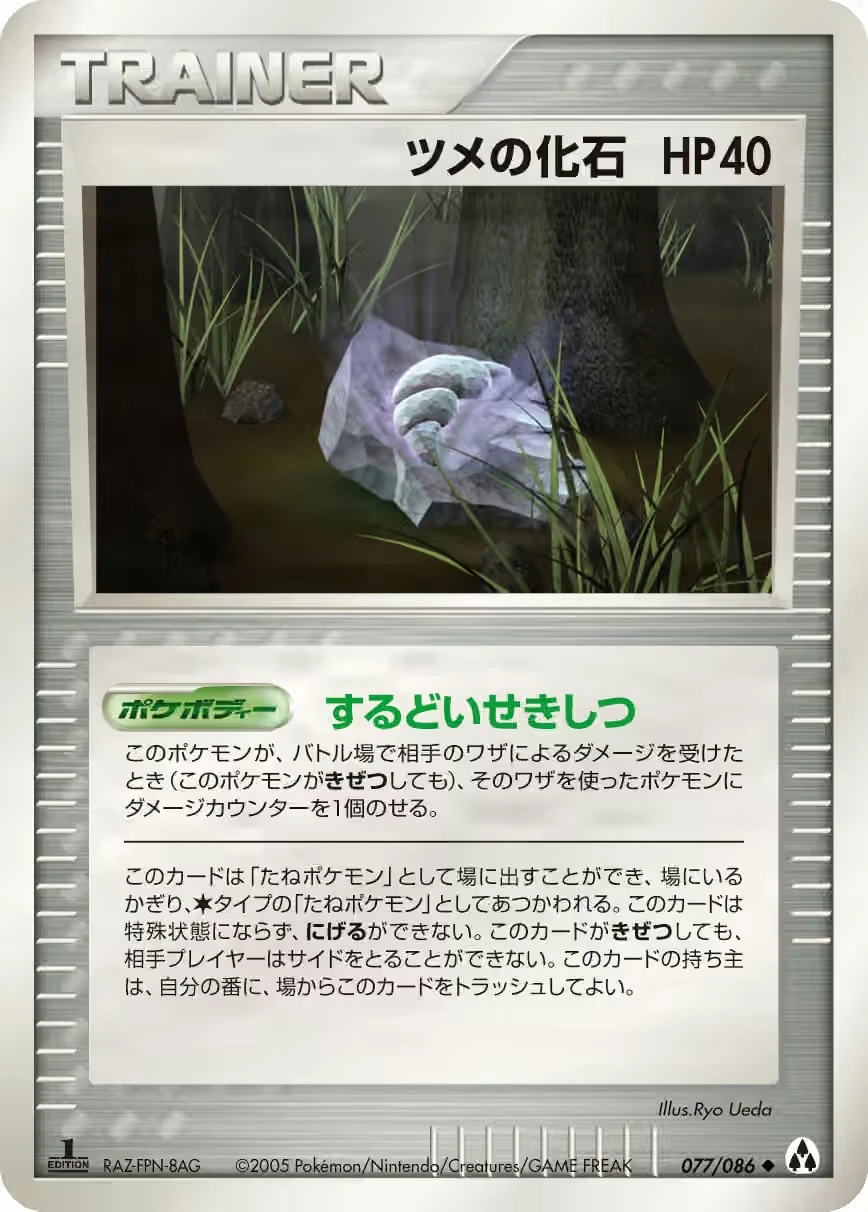 TRAINER
ツメの化石 HP40
ポケボディー するどいせきしつ
このポケモンが、バトル場で相手のワザによるダメージを受けた
とき(このポケモンがきぜつしても)、そのワザを使ったポケモンに
ダメージカウンターを1個のせる。
このカードは「たねポケモン」として場に出すことができ、場にいる
かぎり、✶タイプの「たねポケモン」としてあつかわれる。このカードは
特殊状態にならず、にげるができない。このカードがきぜつしても、
相手プレイヤーはサイドをとることができない。このカードの持ち主
は、自分の番に、場からこのカードをトラッシュしてよい。
Illus.Ryo Ueda
1 EDITION RAZ-FPN-8AG ©2005 Pokémon/Nintendo/Creatures/GAME FREAK 077/086 ◆